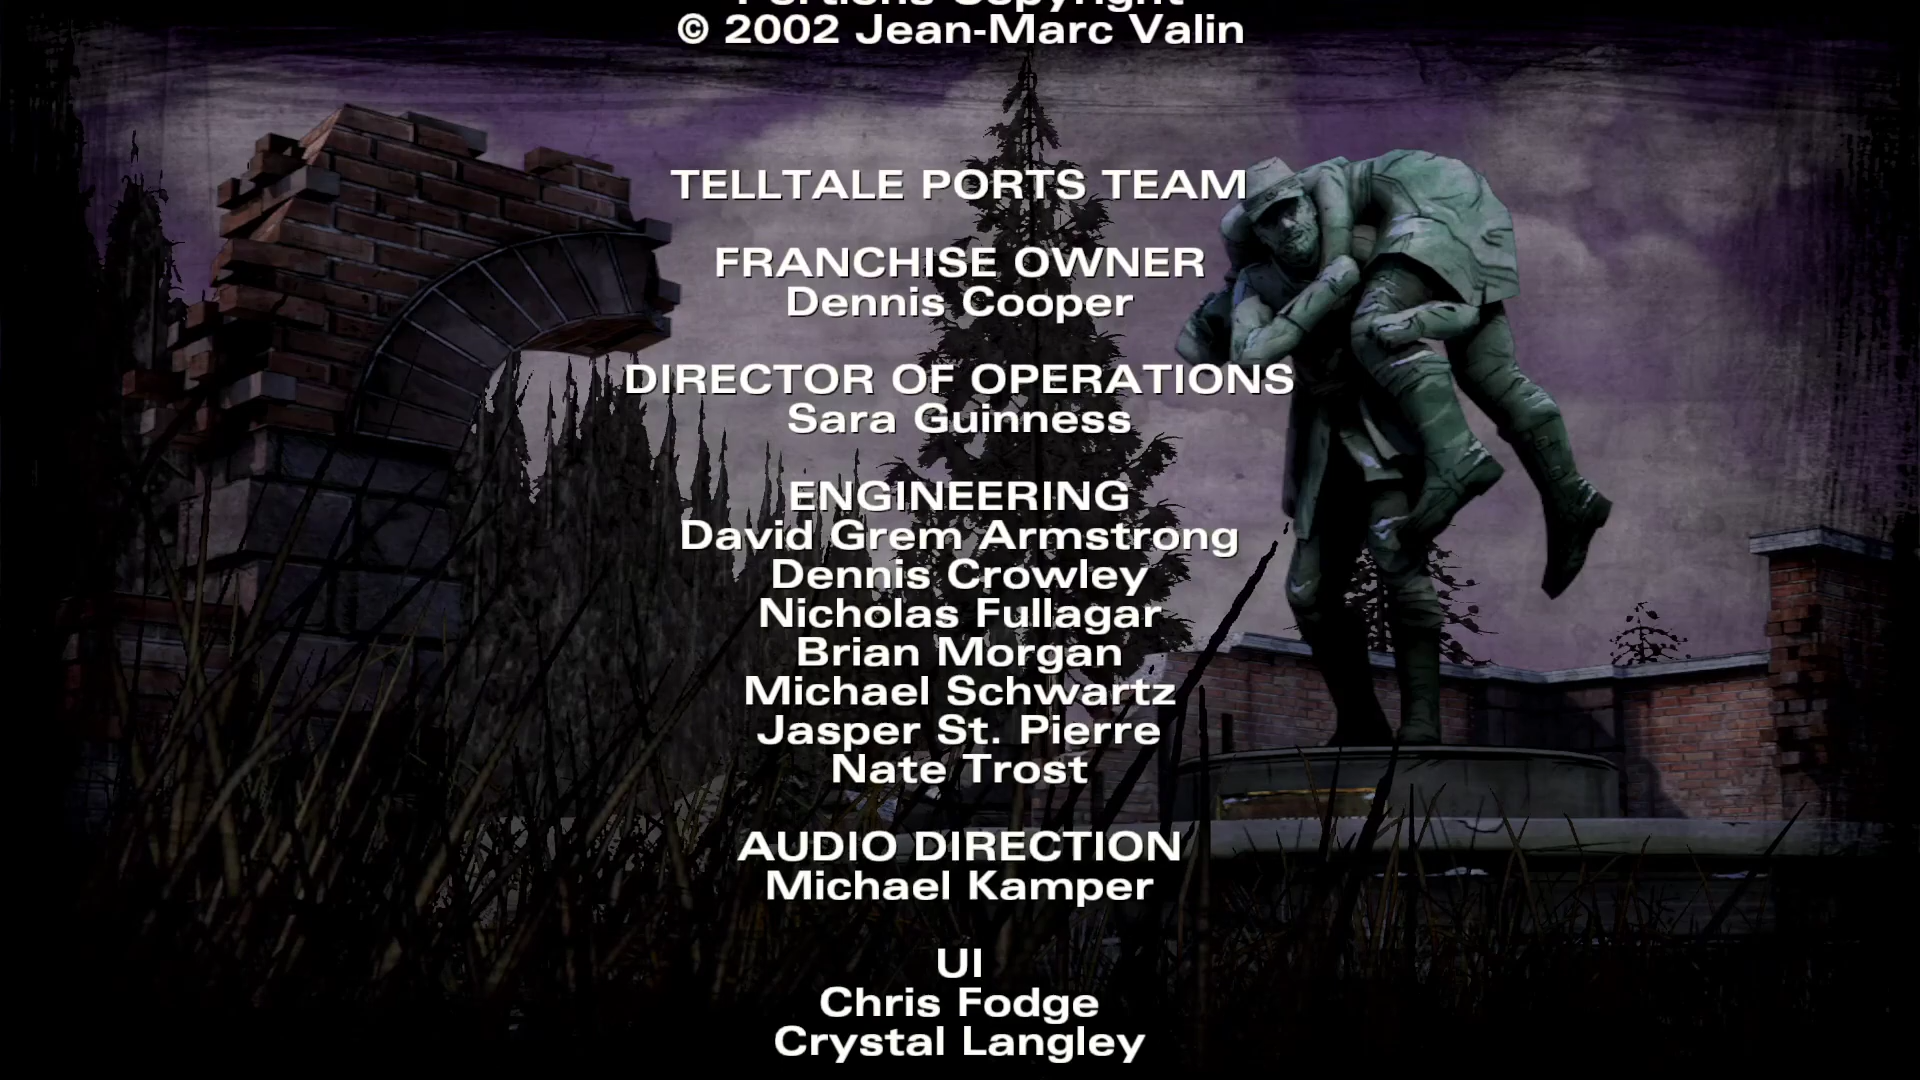 Portions Copyright
© 2002 Jean-Marc Valin
TELLTALE PORTS TEAM
FRANCHISE OWNER
Dennis Cooper
DIRECTOR OF OPERATIONS
Sara Guinness
ENGINEERING
David Grem Armstrong
Dennis Crowley
Nicholas Fullagar
Brian Morgan
Michael Schwartz
Jasper St. Pierre
Nate Trost
AUDIO DIRECTION
Michael Kamper
UI
Chris Fodge
Crystal Langley